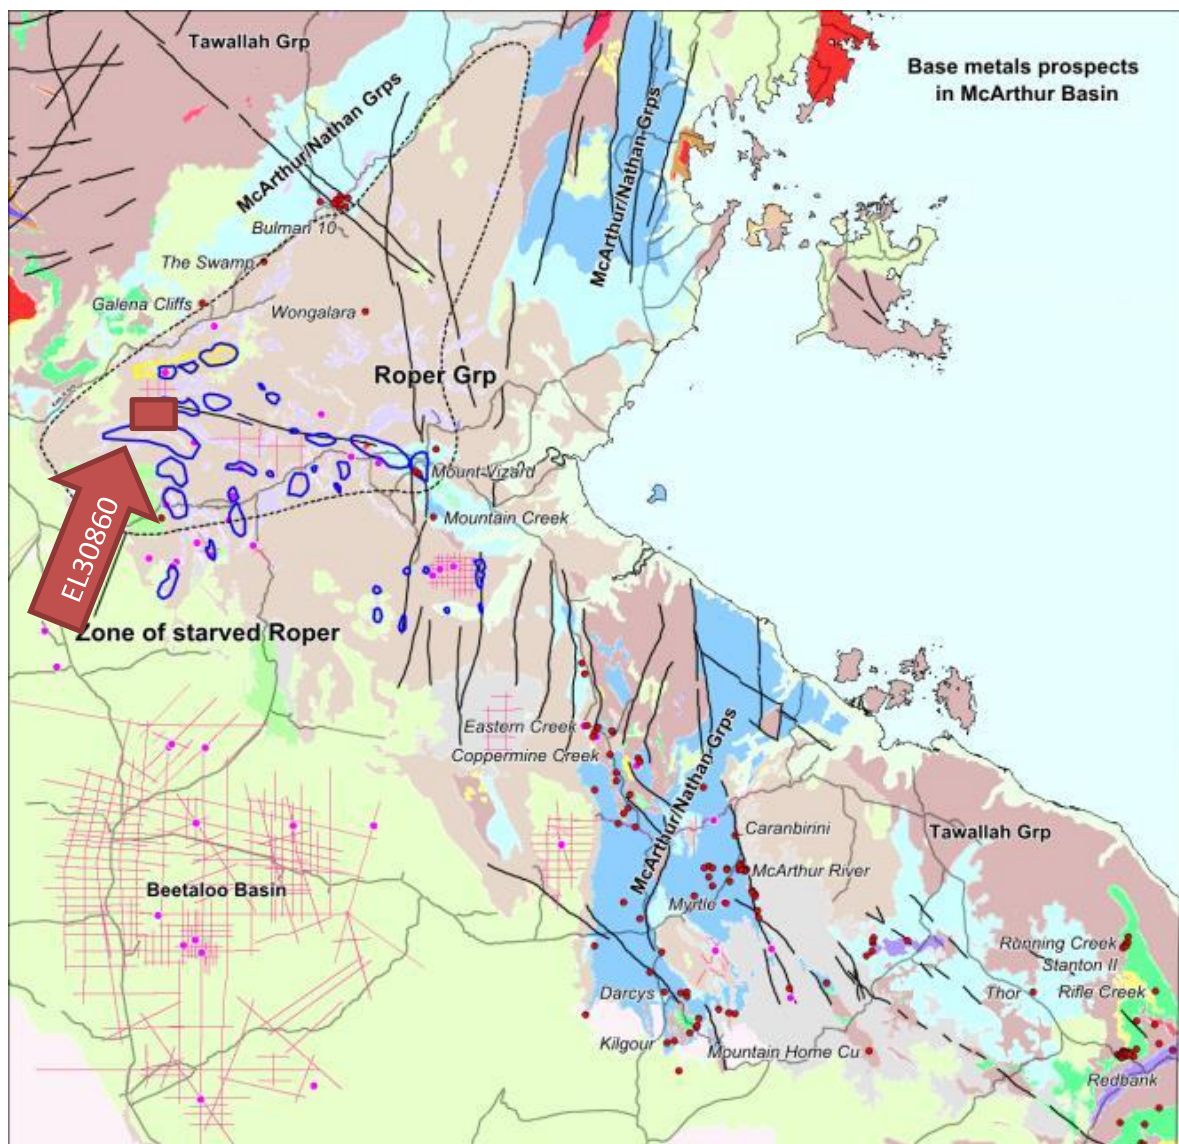 Tawallah Grp
Base metals prospects
in McArthur Basin
McArthur/Nathan Grps
McArthur/Nathan-Grps
Bulman 10
The Swamp
Galena Cliffs
Wongalara
Roper Grp
Mount Vizard
Mountain Creek
EL30860
Zone of starved Roper
Eastern Creek
Coppermine Creek
McArthur/Nathan-Grps
Caranbirini
Tawallah Grp
McArthur River
Beetaloo Basin
Myrtle
Running Creek
Stanton II
Darcys
Thor
Rifle Creek
Kilgour
Mountain Home Cu
Redbank